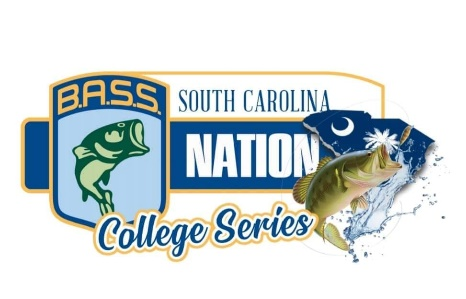 B.A.S.S.
SOUTH CAROLINA
NATION
College Series